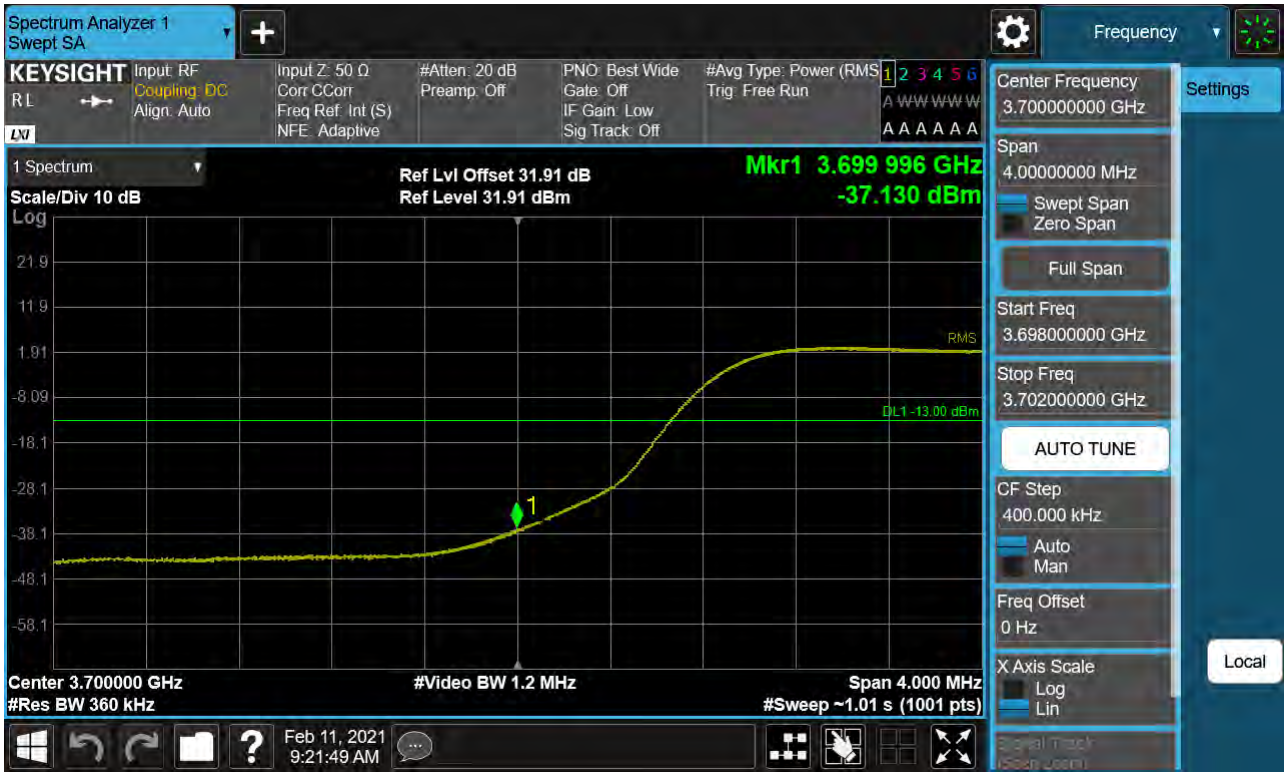 Spectrum Analyzer 1
Swept SA
Frequency
KEYSIGHT
RL
LXI
Input: RF
Coupling: DC
Align: Auto
Input Z: 50 Ω
Corr CCorr
Freq Ref: Int (S)
NFE: Adaptive
#Atten: 20 dB
Preamp: Off
PNO: Best Wide
Gate: Off
IF Gain: Low
Sig Track: Off
#Avg Type: Power (RMS
Trig: Free Run
1 2 3 4 5 6
A W W W W W
A A A A A A
1 Spectrum
Scale/Div 10 dB
Log
Ref Lvl Offset 31.91 dB
Ref Level 31.91 dBm
Mkr1 3.699 996 GHz
-37.130 dBm
21.9
11.9
1.91
-8.09
-18.1
-28.1
-38.1
-48.1
-58.1
RMS
DL1 -13.00 dBm
1
Center 3.700000 GHz
#Res BW 360 kHz
#Video BW 1.2 MHz
Span 4.000 MHz
#Sweep ~1.01 s (1001 pts)
Feb 11, 2021
9:21:49 AM
?
Center Frequency
3.700000000 GHz
Settings
Span
4.00000000 MHz
Swept Span
Zero Span
Full Span
Start Freq
3.698000000 GHz
Stop Freq
3.702000000 GHz
AUTO TUNE
CF Step
400.000 kHz
Auto
Man
Freq Offset
0 Hz
X Axis Scale
Log
Lin
Signal Track
(Span Zoom)
Local